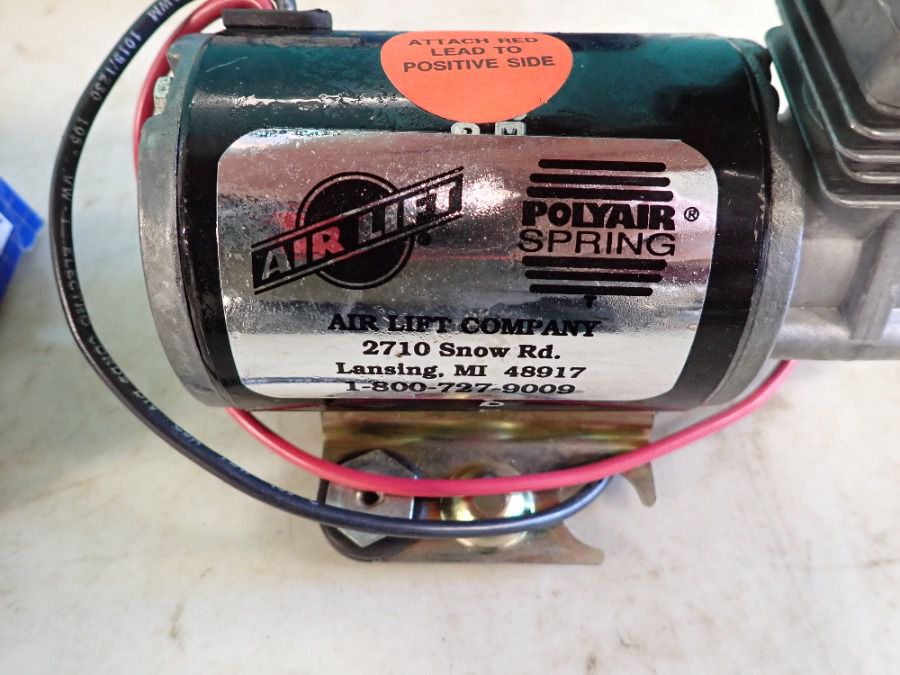 ATTACH RED
LEAD TO
POSITIVE SIDE
AIR LIFT®
POLYAIR®
SPRING
AIR LIFT COMPANY
2710 Snow Rd.
Lansing, MI 48917
1-800-727-9009